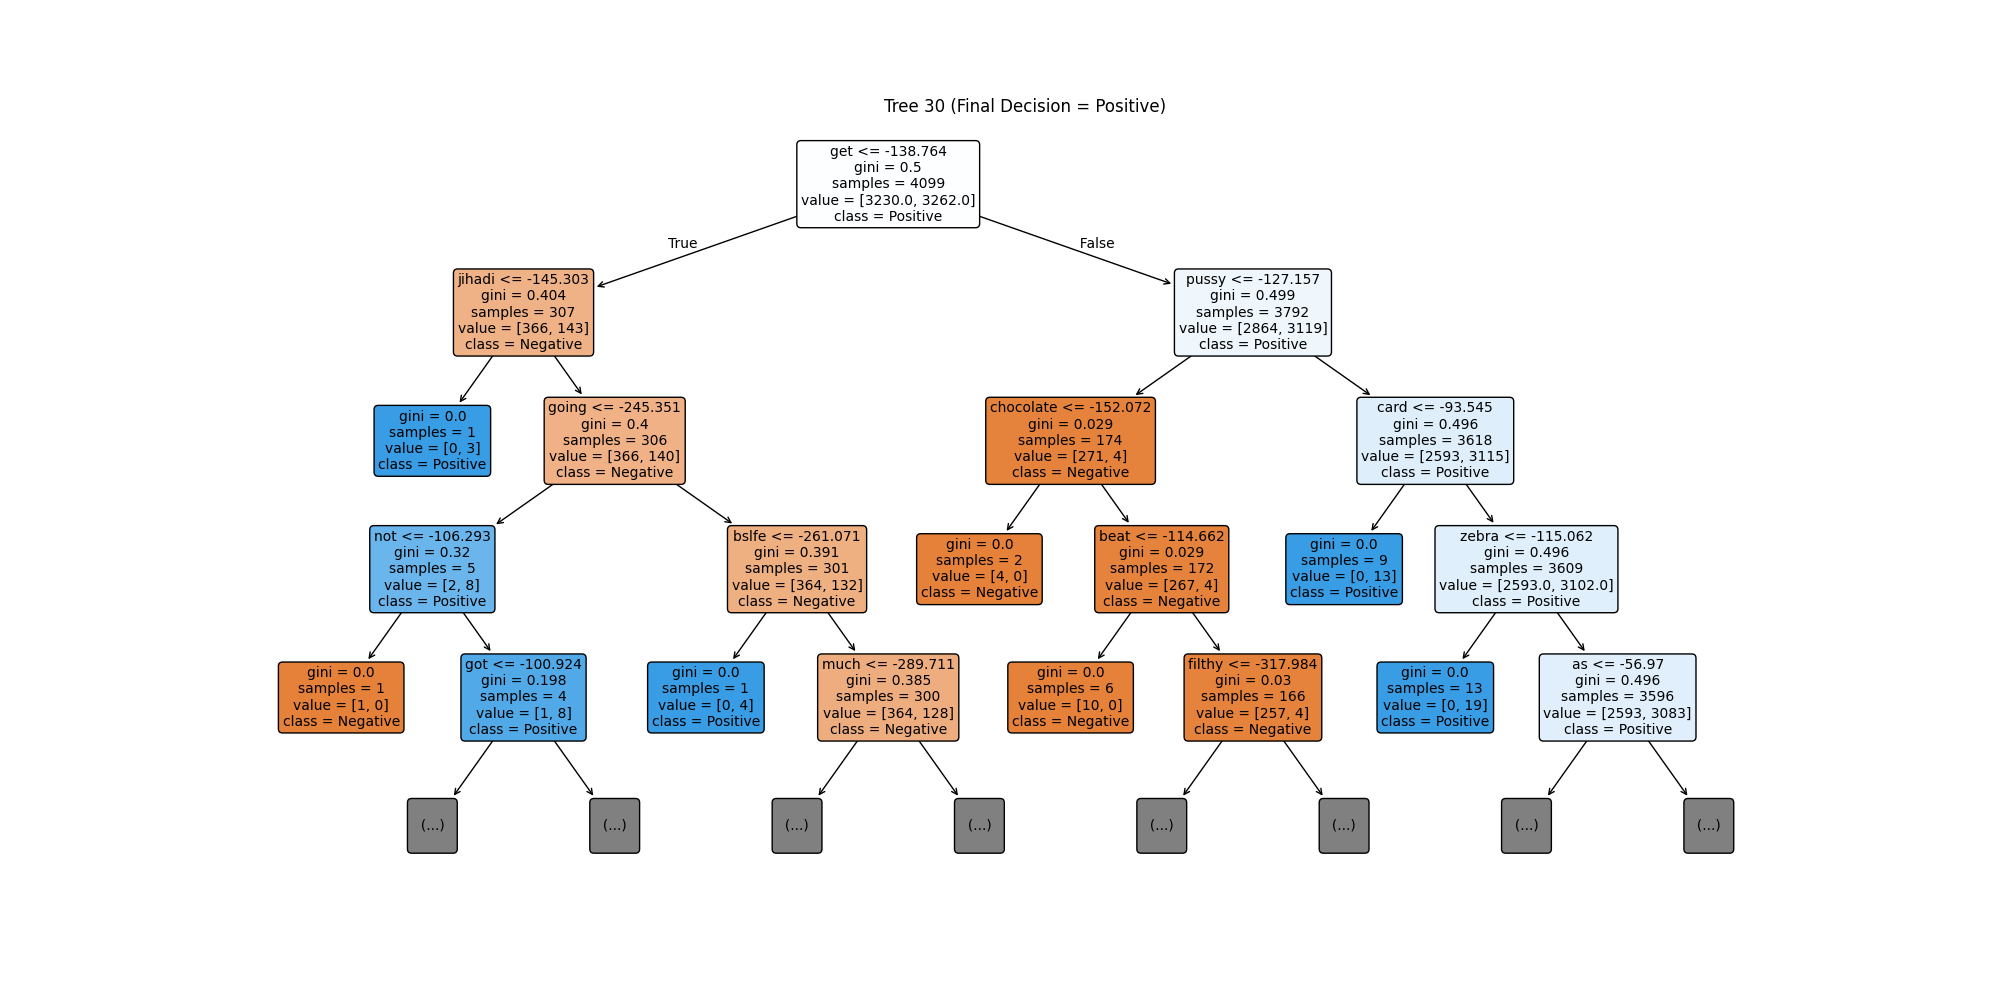 Tree 30 (Final Decision = Positive)
get <= -138.764
gini = 0.5
samples = 4099
value = [3230.0, 3262.0]
class = Positive
True
False
jihadi <= -145.303
gini = 0.404
samples = 307
value = [366, 143]
class = Negative
pussy <= -127.157
gini = 0.499
samples = 3792
value = [2864, 3119]
class = Positive
gini = 0.0
samples = 1
value = [0, 3]
class = Positive
going <= -245.351
gini = 0.4
samples = 306
value = [366, 140]
class = Negative
chocolate <= -152.072
gini = 0.029
samples = 174
value = [271, 4]
class = Negative
card <= -93.545
gini = 0.496
samples = 3618
value = [2593, 3115]
class = Positive
not <= -106.293
gini = 0.32
samples = 5
value = [2, 8]
class = Positive
bslfe <= -261.071
gini = 0.391
samples = 301
value = [364, 132]
class = Negative
gini = 0.0
samples = 2
value = [4, 0]
class = Negative
beat <= -114.662
gini = 0.029
samples = 172
value = [267, 4]
class = Negative
gini = 0.0
samples = 9
value = [0, 13]
class = Positive
zebra <= -115.062
gini = 0.496
samples = 3609
value = [2593.0, 3102.0]
class = Positive
gini = 0.0
samples = 1
value = [1, 0]
class = Negative
got <= -100.924
gini = 0.198
samples = 4
value = [1, 8]
class = Positive
gini = 0.0
samples = 1
value = [0, 4]
class = Positive
much <= -289.711
gini = 0.385
samples = 300
value = [364, 128]
class = Negative
gini = 0.0
samples = 6
value = [10, 0]
class = Negative
filthy <= -317.984
gini = 0.03
samples = 166
value = [257, 4]
class = Negative
gini = 0.0
samples = 13
value = [0, 19]
class = Positive
as <= -56.97
gini = 0.496
samples = 3596
value = [2593, 3083]
class = Positive
(...)
(...)
(...)
(...)
(...)
(...)
(...)
(...)